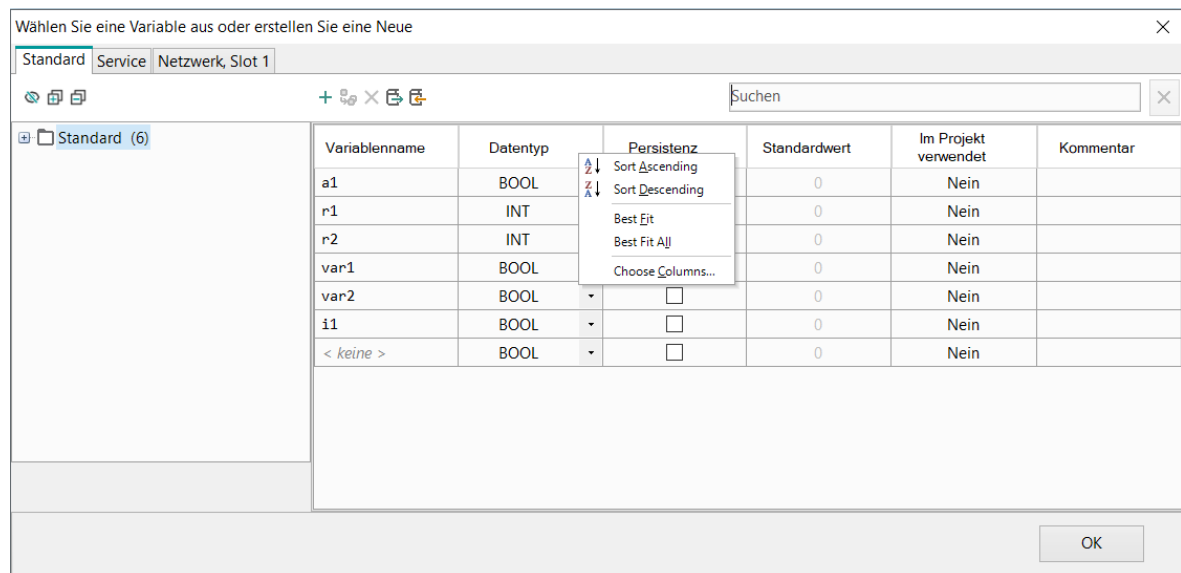 Wählen Sie eine Variable aus oder erstellen Sie eine Neue
Standard Service Netzwerk, Slot 1
Suchen
Standard (6)
Variablenname Datentyp Persistenz Standardwert Im Projekt verwendet Kommentar
a1 BOOL 0 Nein
r1 INT 0 Nein
r2 INT 0 Nein
var1 BOOL 0 Nein
var2 BOOL 0 Nein
i1 BOOL 0 Nein
< keine > BOOL 0 Nein
Sort Ascending
Sort Descending
Best Fit
Best Fit All
Choose Columns...
OK